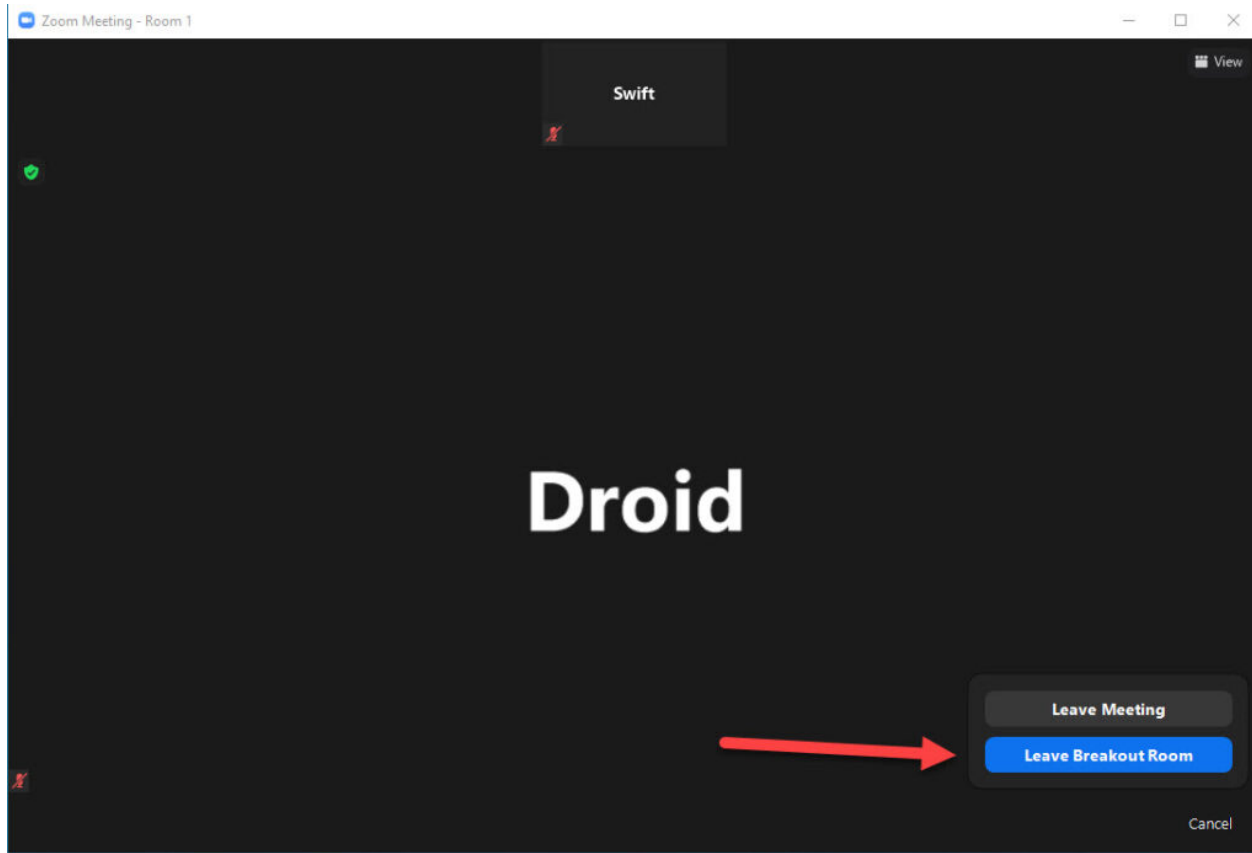 Zoom Meeting - Room 1
View
Swift
Droid
Leave Meeting
Leave Breakout Room
Cancel